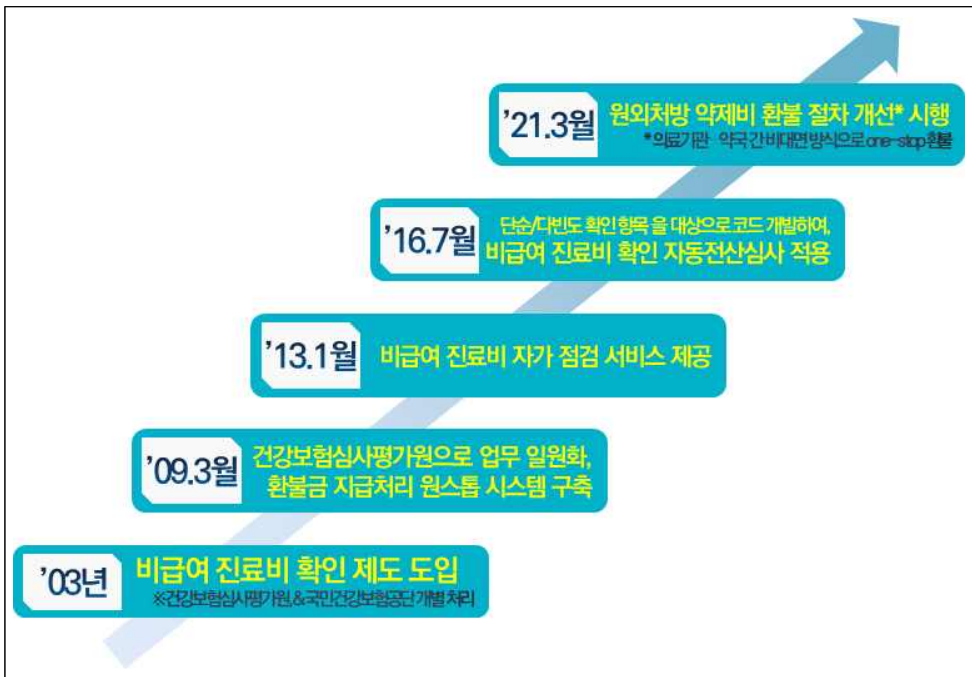 '21.3월
원외처방 약제비 환불 절차 개선* 시행
*의료기관 약국간 비대면 방식으로 one-stop 환불
'16.7월
단순/다빈도 확인 항목 을 대상으로 코드 개발하여,
비급여 진료비 확인 자동전산심사 적용
'13.1월
비급여 진료비 자가 점검 서비스 제공
'09.3월
건강보험심사평가원으로 업무 일원화,
환불금 지급처리 원스톱 시스템 구축
'03년
비급여 진료비 확인 제도 도입
※건강보험심사평가원,&국민건강보험공단 개별 처리